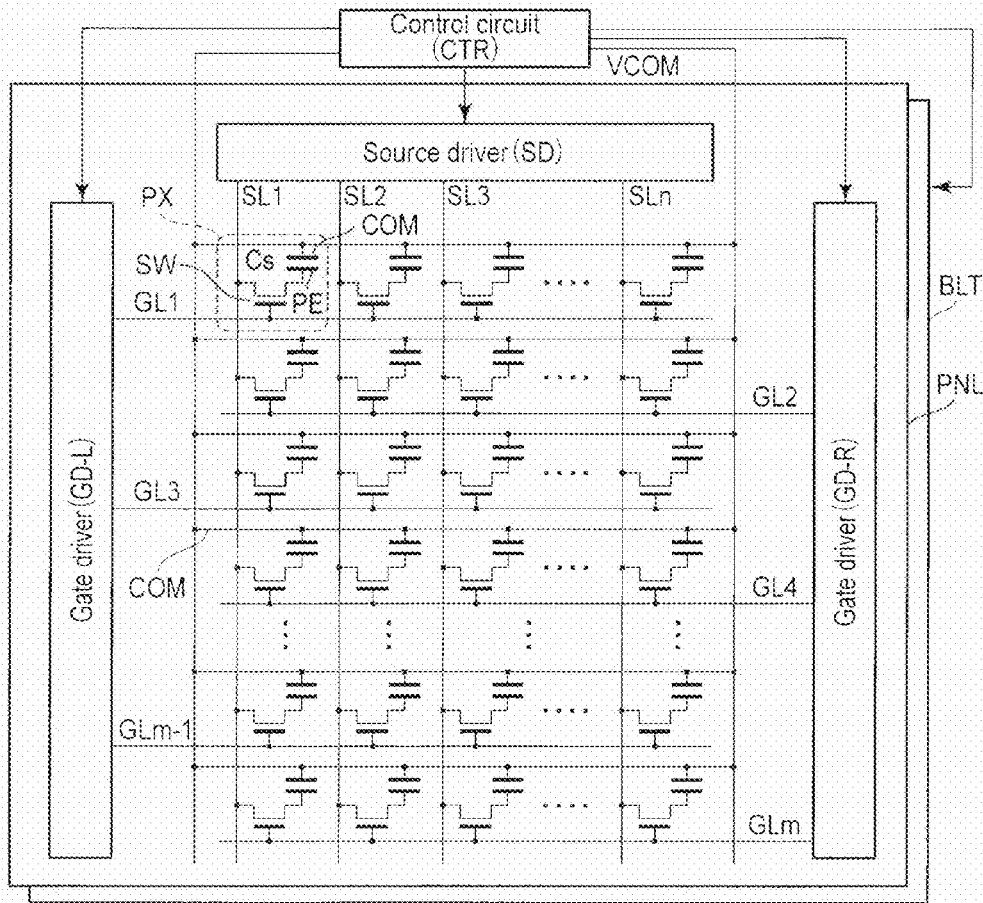 Control circuit
(CTR)
VCOM
Source driver(SD)
PX
SL1
SL2
SL3
SLn
COM
SW
Cs
PE
GL1
BLT
GL2
PNL
Gate driver(GD-L)
GL3
Gate driver(GD-R)
COM
GL4
GLm-1
GLm